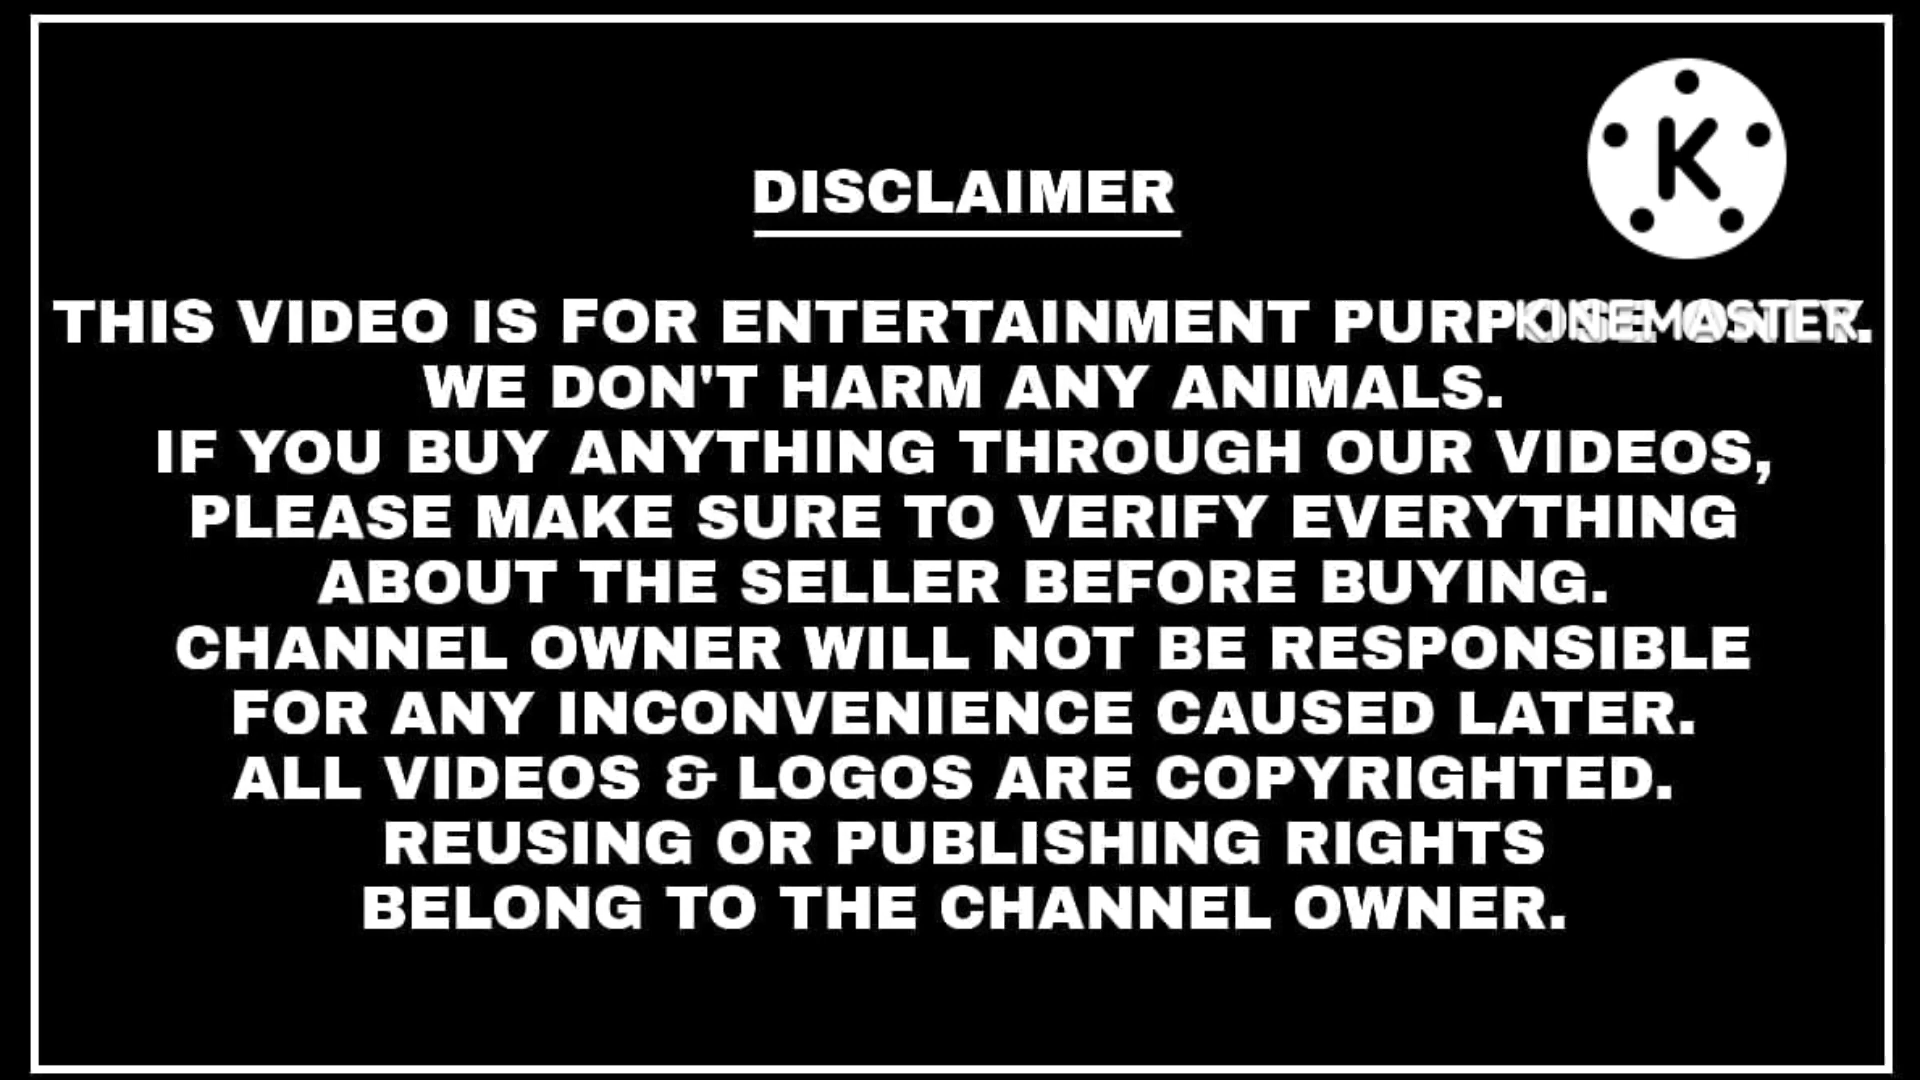 K
DISCLAIMER
THIS VIDEO IS FOR ENTERTAINMENT
KINEMASTER
WE DON'T HARM ANY ANIMALS.
IF YOU BUY ANYTHING THROUGH OUR VIDEOS,
PLEASE MAKE SURE TO VERIFY EVERYTHING
ABOUT THE SELLER BEFORE BUYING.
CHANNEL OWNER WILL NOT BE RESPONSIBLE
FOR ANY INCONVENIENCE CAUSED LATER.
ALL VIDEOS & LOGOS ARE COPYRIGHTED.
REUSING OR PUBLISHING RIGHTS
BELONG TO THE CHANNEL OWNER.